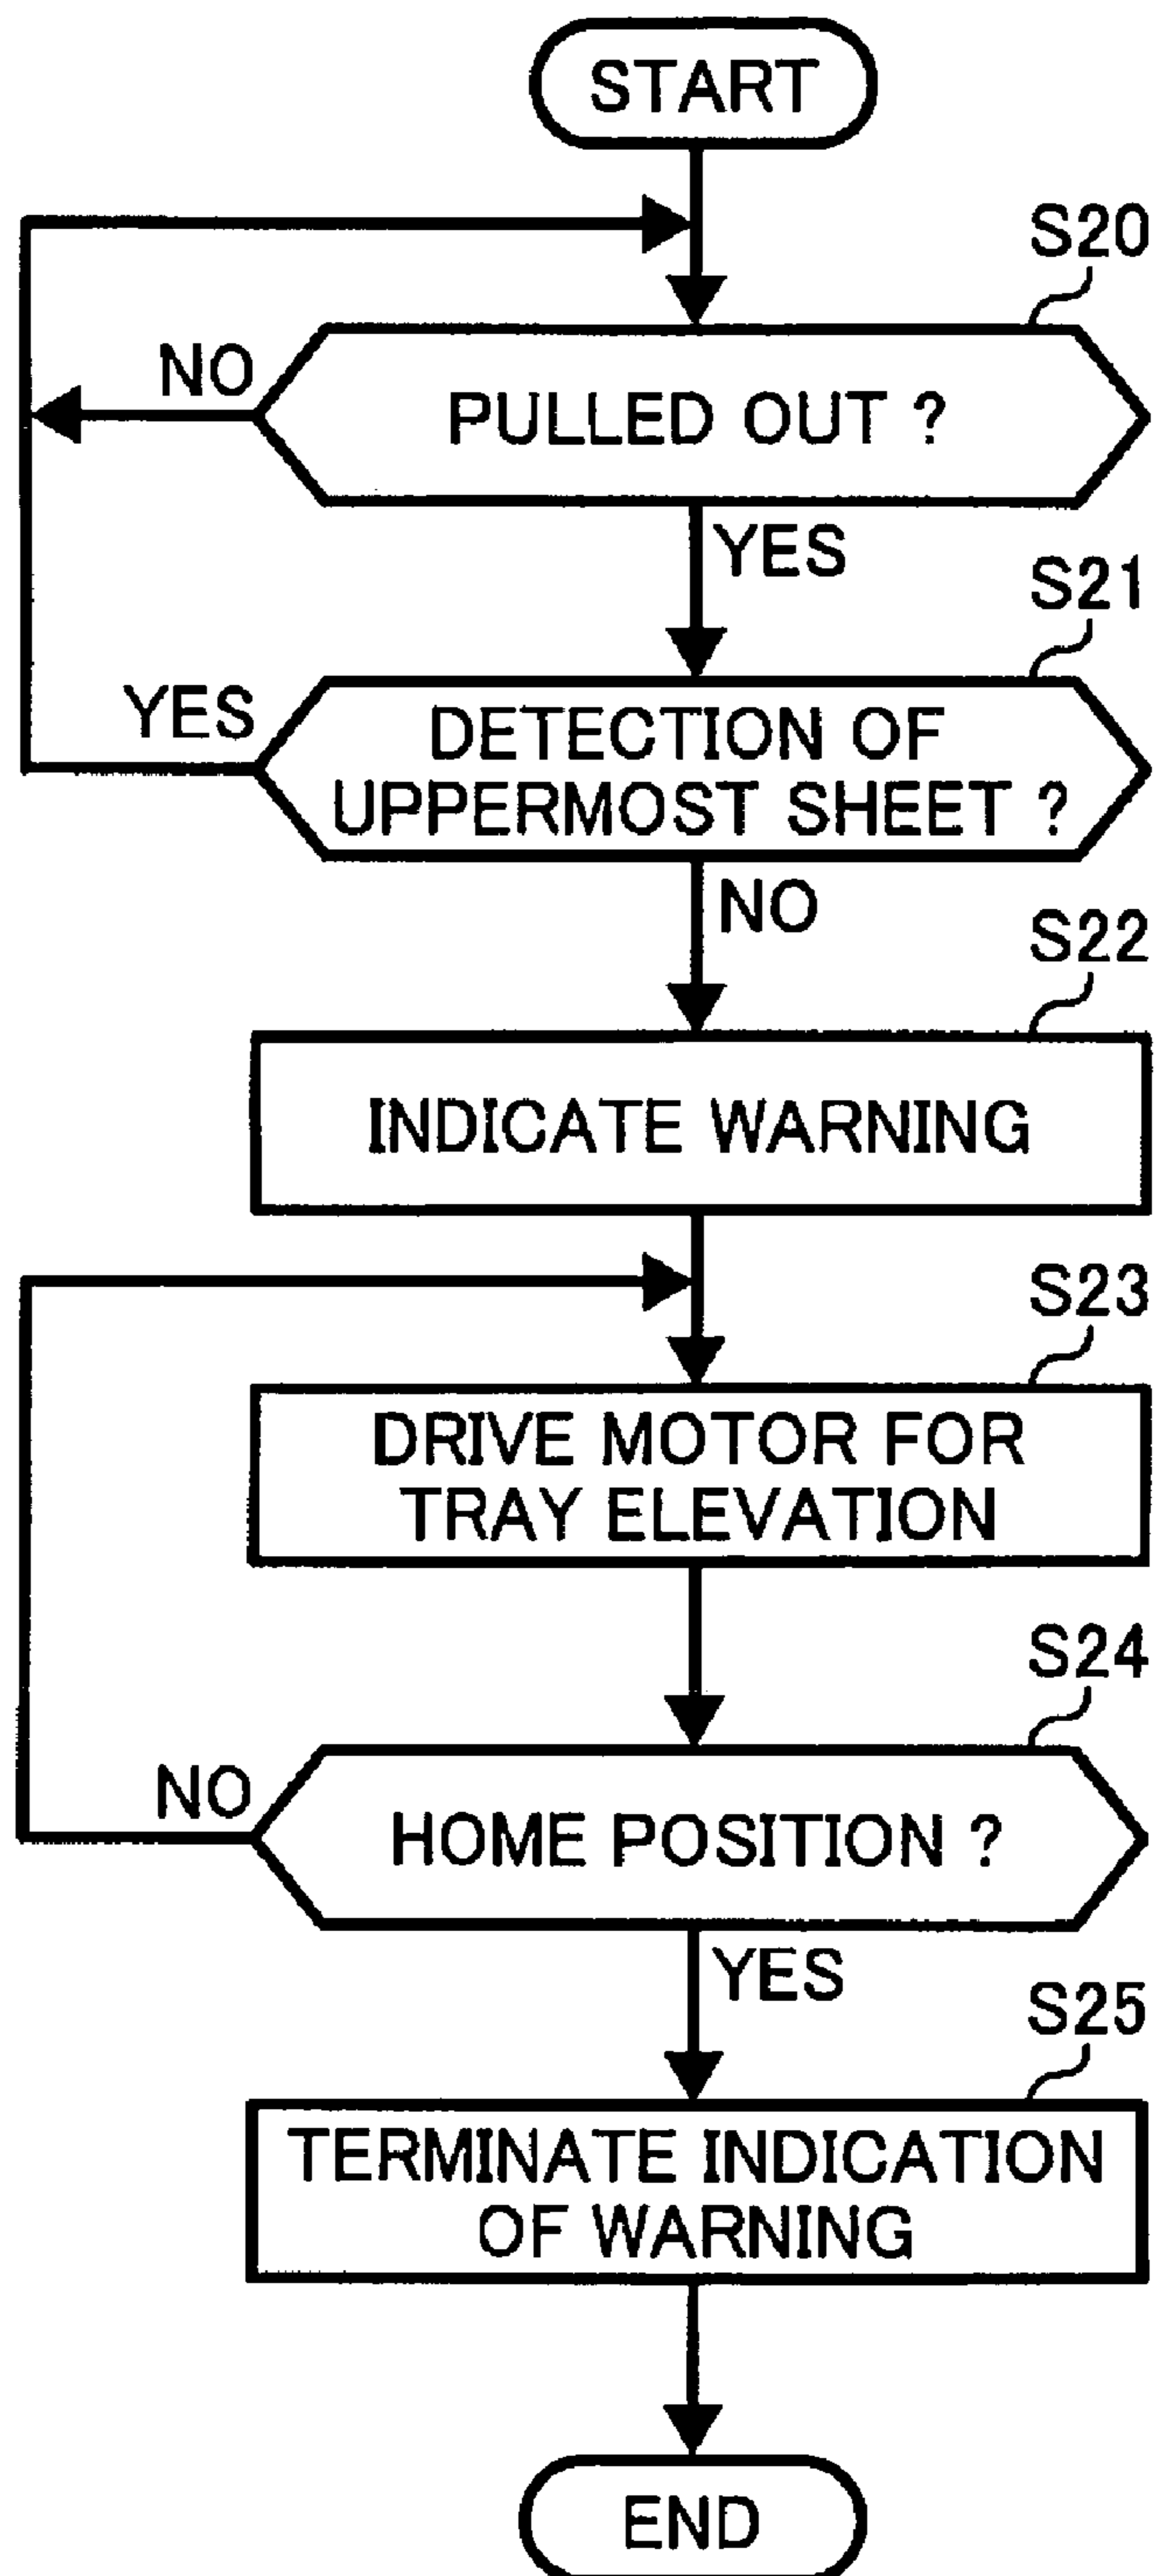 START
S20
NO
PULLED OUT ?
YES
S21
YES
DETECTION OF
UPPERMOST SHEET ?
NO
S22
INDICATE WARNING
S23
DRIVE MOTOR FOR
TRAY ELEVATION
S24
NO
HOME POSITION ?
YES
S25
TERMINATE INDICATION
OF WARNING
END